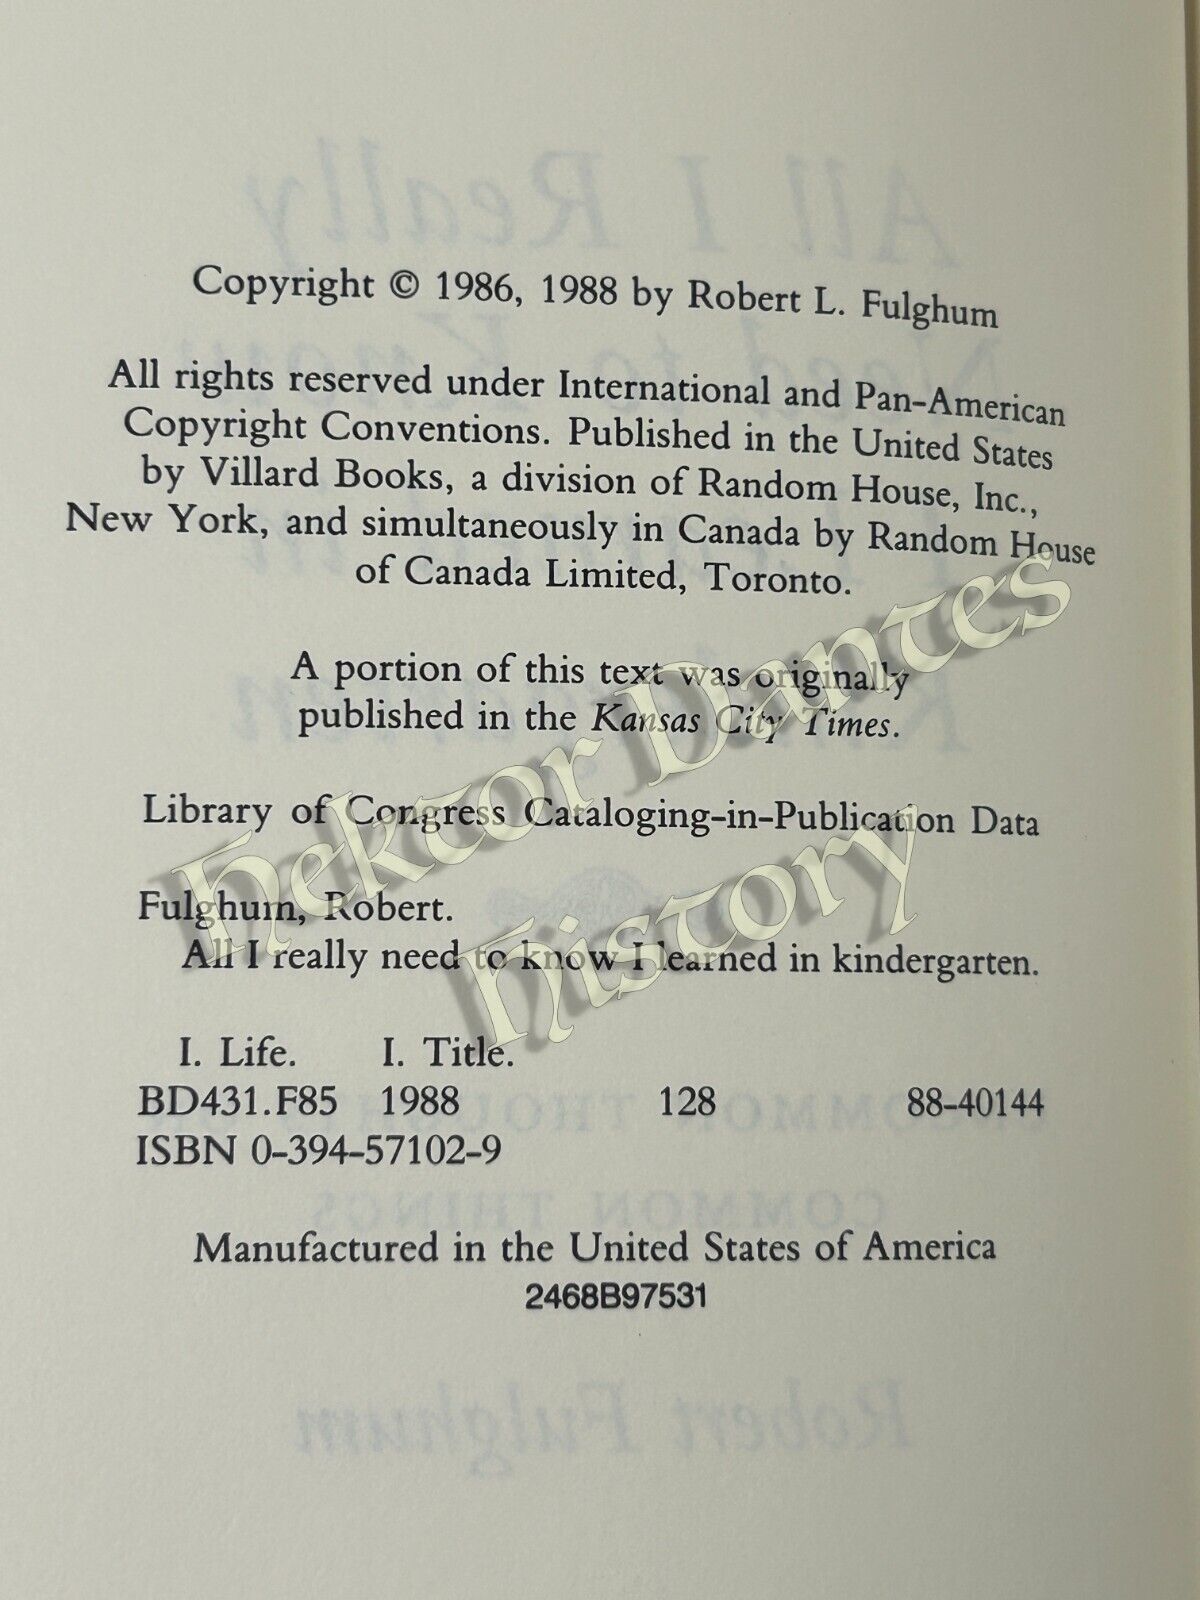 Copyright © 1986, 1988 by Robert L. Fulghum
All rights reserved under International and Pan-American
Copyright Conventions. Published in the United States
by Villard Books, a division of Random House, Inc.,
New York, and simultaneously in Canada by Random House
of Canada Limited, Toronto.
A portion of this text was originally
published in the Kansas City Times.
Library of Congress Cataloging-in-Publication Data
Fulghum, Robert.
All I really need to know I learned in kindergarten.
I. Life. I. Title.
BD431.F85 1988 128 88-40144
ISBN 0-394-57102-9
Manufactured in the United States of America
2468B97531
Hektor Dantes
History